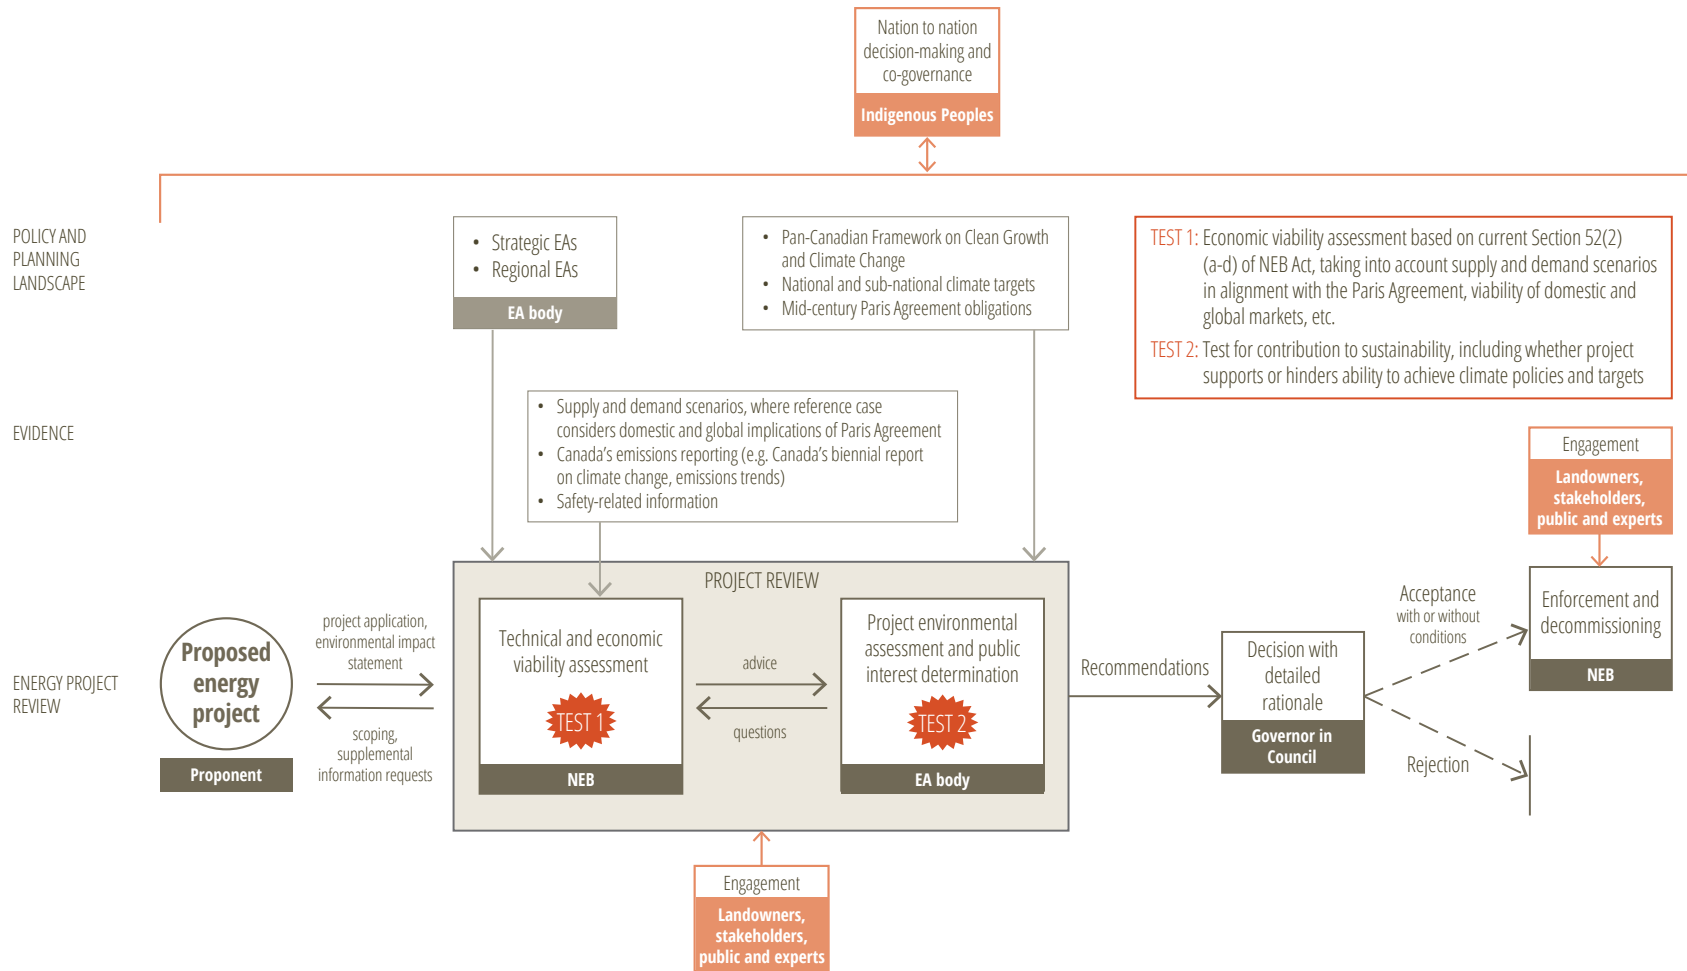 Nation to nation
decision-making and
co-governance
Indigenous Peoples
POLICY AND
PLANNING
LANDSCAPE
• Strategic EAs
• Regional EAs
EA body
• Pan-Canadian Framework on Clean Growth
and Climate Change
• National and sub-national climate targets
• Mid-century Paris Agreement obligations
TEST 1: Economic viability assessment based on current Section 52(2)
(a-d) of NEB Act, taking into account supply and demand scenarios
in alignment with the Paris Agreement, viability of domestic and
global markets, etc.
TEST 2: Test for contribution to sustainability, including whether project
supports or hinders ability to achieve climate policies and targets
EVIDENCE
• Supply and demand scenarios, where reference case
considers domestic and global implications of Paris Agreement
• Canada's emissions reporting (e.g. Canada's biennial report
on climate change, emissions trends)
• Safety-related information
Engagement
Landowners,
stakeholders,
public and experts
ENERGY PROJECT
REVIEW
Proposed
energy
project
Proponent
project application,
environmental impact
statement
scoping,
supplemental
information requests
PROJECT REVIEW
Technical and economic
viability assessment
TEST 1
NEB
advice
questions
Project environmental
assessment and public
interest determination
TEST 2
EA body
Recommendations
Decision with
detailed
rationale
Governor in
Council
Acceptance
with or without
conditions
Rejection
Enforcement and
decommissioning
NEB
Engagement
Landowners,
stakeholders,
public and experts